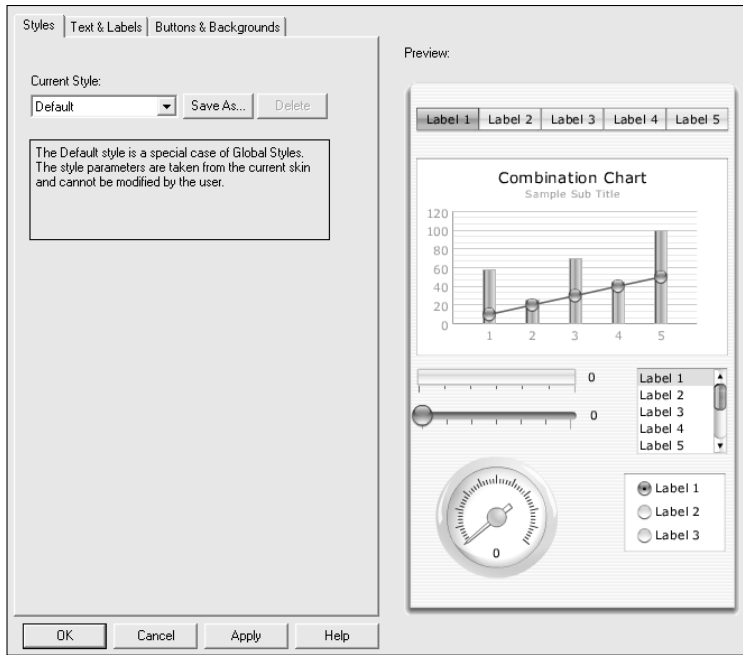 Styles
Text & Labels
Buttons & Backgrounds
Current Style:
Default
Save As...
Delete
The Default style is a special case of Global Styles.
The style parameters are taken from the current skin
and cannot be modified by the user.
OK
Cancel
Apply
Help
Preview:
Label 1
Label 2
Label 3
Label 4
Label 5
Combination Chart
Sample Sub Title
120
100
80
60
40
20
0
1 2 3 4 5
0
0
Label 1
Label 2
Label 3
Label 4
Label 5
0
Label 1
Label 2
Label 3